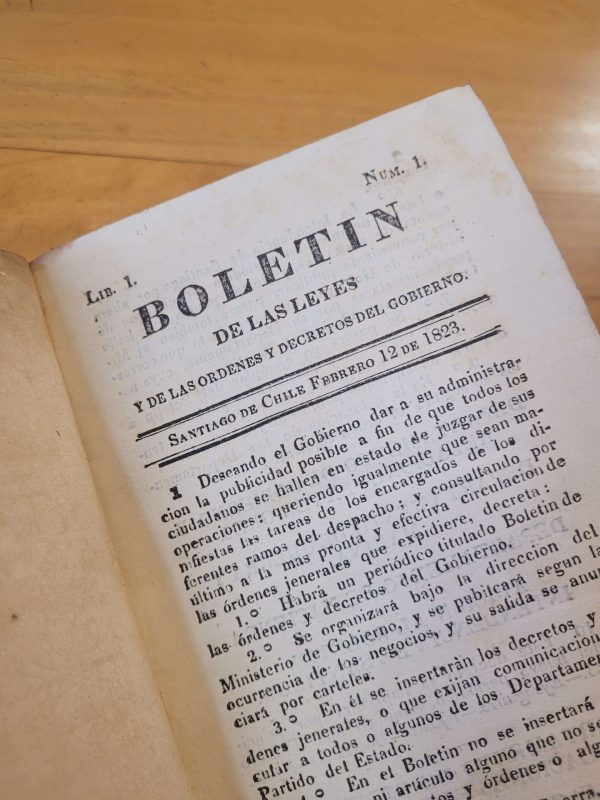 Lib. 1.
Num. 1.
BOLETIN
DE LAS LEYES
Y DE LAS ORDENES Y DECRETOS DEL GOBIERNO.
Santiago de Chile Febrero 12 de 1823.
1 Deseando el Gobierno dar a su administra-
cion la publicidad posible a fin de que todos los
ciudadanos se hallen en estado de juzgar de sus
operaciones: queriendo igualmente que sean ma-
nifiestas las tareas de los encargados de los di-
ferentes ramos del despacho; y consultando por
último a la mas pronta y efectiva circulacion de
las órdenes jenerales que expidiere, decreta:
1.º Habrá un periódico titulado Boletin de
las órdenes y decretos del Gobierno.
2.º Se organizará bajo la direccion del
Ministerio de Gobierno, y se publicará segun la
ocurrencia de los negocios, y su salida se anun
ciará por carteles.
3.º En él se insertarán los decretos y
denes jenerales, o que exijan comunicacion
cular a todos o algunos de los Departamen
Partido del Estado.
4.º En el Boletin no se insertará
ni artículo alguno que no se
y órdenes o alg